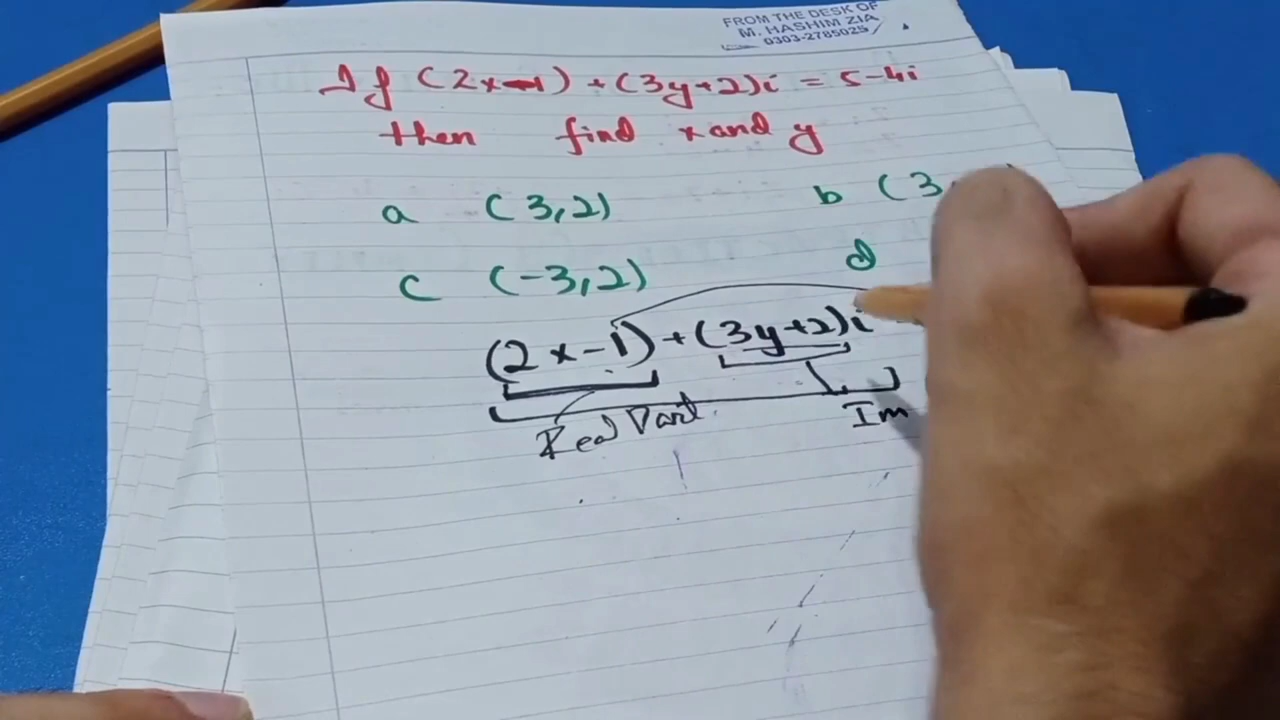 FROM THE DESK OF
M. HASHIM ZIA
0303-2785025
If (2x-1) + (3y+2)i = 5-4i
then find x and y
a (3,2) b (3,
c (-3,2) d
(2x-1) + (3y+2)i
Real Part Im